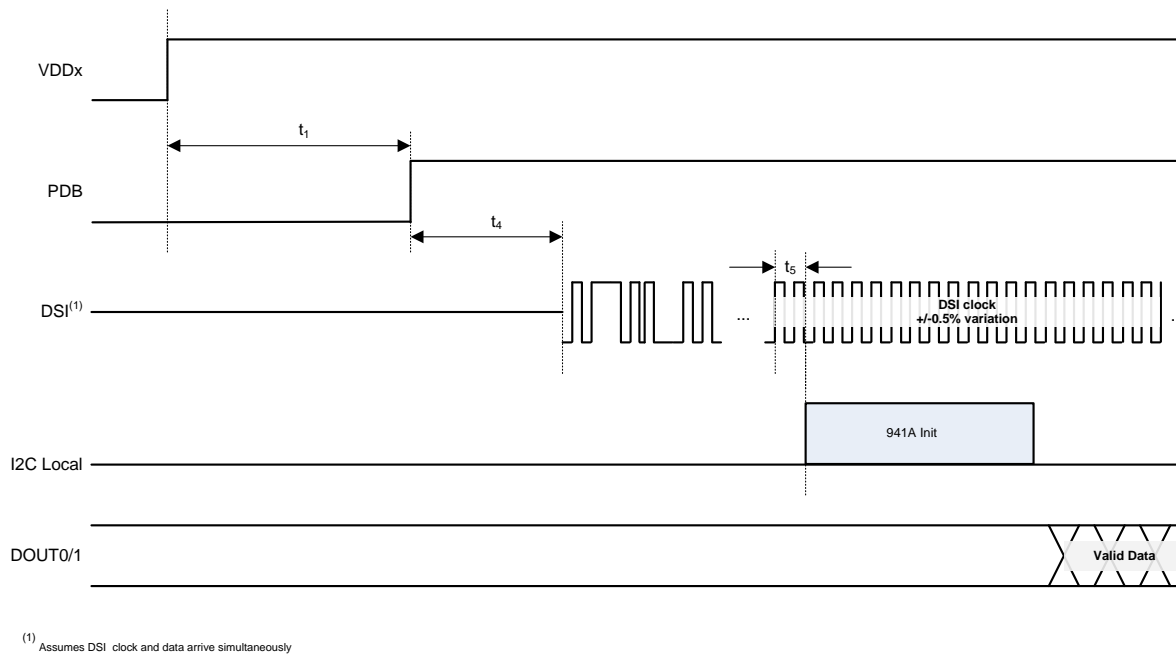 VDDx
t1
PDB
t4
t5
DSI(1)
...
DSI clock
+/-0.5% variation
..
941A Init
I2C Local
DOUT0/1
Valid Data
(1) Assumes DSI clock and data arrive simultaneously